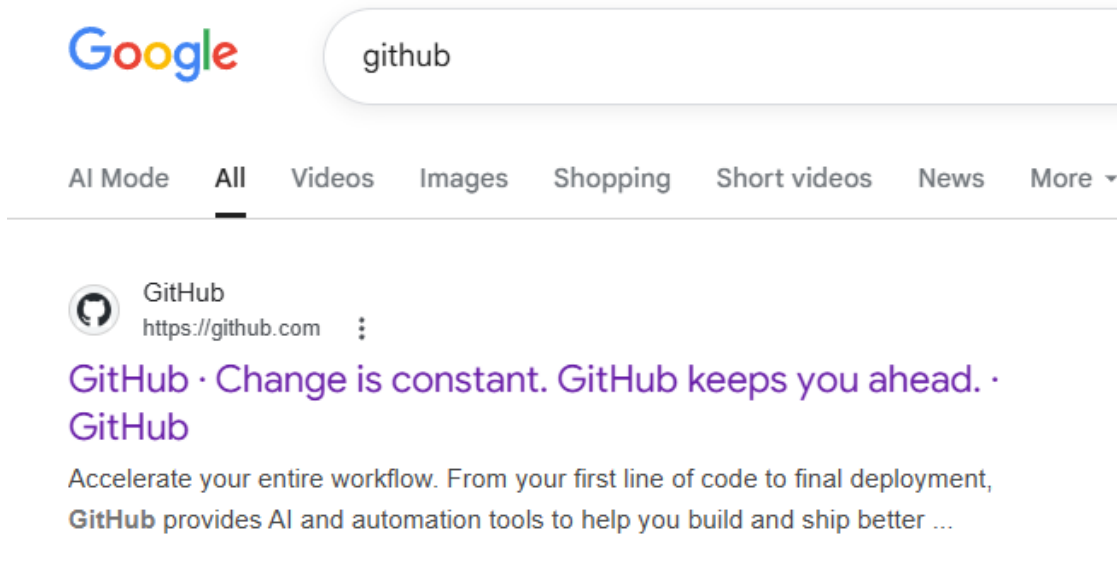 Google
github
AI Mode All Videos Images Shopping Short videos News More
GitHub
https://github.com
GitHub · Change is constant. GitHub keeps you ahead. ·
GitHub
Accelerate your entire workflow. From your first line of code to final deployment,
GitHub provides AI and automation tools to help you build and ship better ...